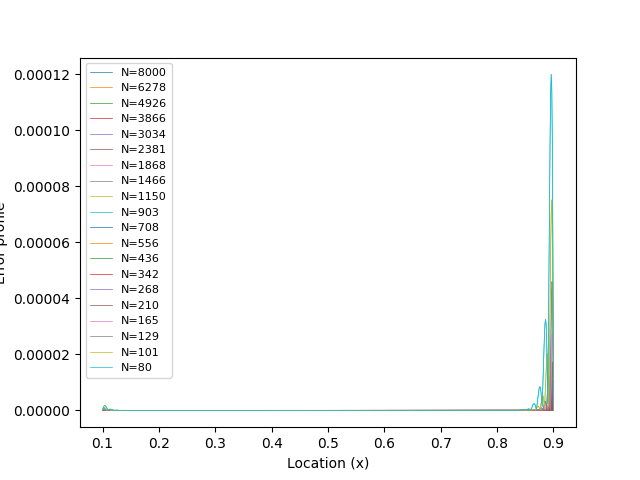 0.00012
0.00010
0.00008
0.00006
0.00004
0.00002
0.00000
N=8000
N=6278
N=4926
N=3866
N=3034
N=2381
N=1868
N=1466
N=1150
N=903
N=708
N=556
N=436
N=342
N=268
N=210
N=165
N=129
N=101
N=80
0.1 0.2 0.3 0.4 0.5 0.6 0.7 0.8 0.9
Location (x)